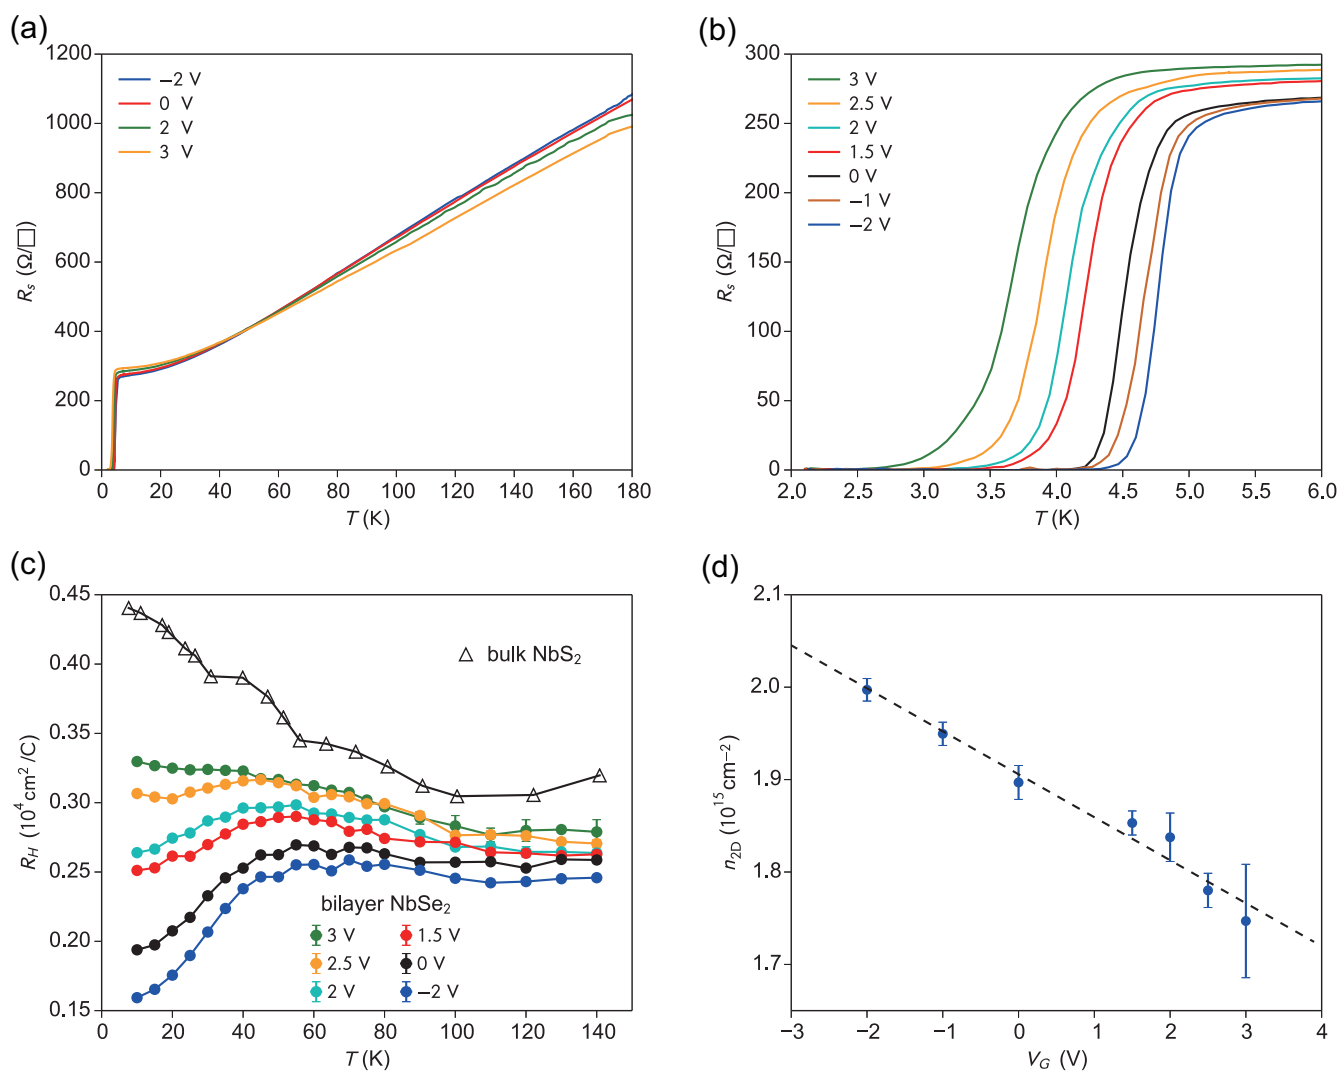 (a)
1200
1000
800
600
400
200
0
R_s (Ω/□)
−2 V
0 V
2 V
3 V
0 20 40 60 80 100 120 140 160 180
T (K)
(b)
300
250
200
150
100
50
0
R_s (Ω/□)
3 V
2.5 V
2 V
1.5 V
0 V
−1 V
−2 V
2.0 2.5 3.0 3.5 4.0 4.5 5.0 5.5 6.0
T (K)
(c)
0.45
0.40
0.35
0.30
0.25
0.20
0.15
R_H (10⁴ cm² /C)
bulk NbS₂
bilayer NbSe₂
3 V 1.5 V
2.5 V 0 V
2 V −2 V
0 20 40 60 80 100 120 140
T (K)
(d)
2.1
2.0
1.9
1.8
1.7
n_2D (10¹⁵ cm⁻²)
−3 −2 −1 0 1 2 3 4
V_G (V)